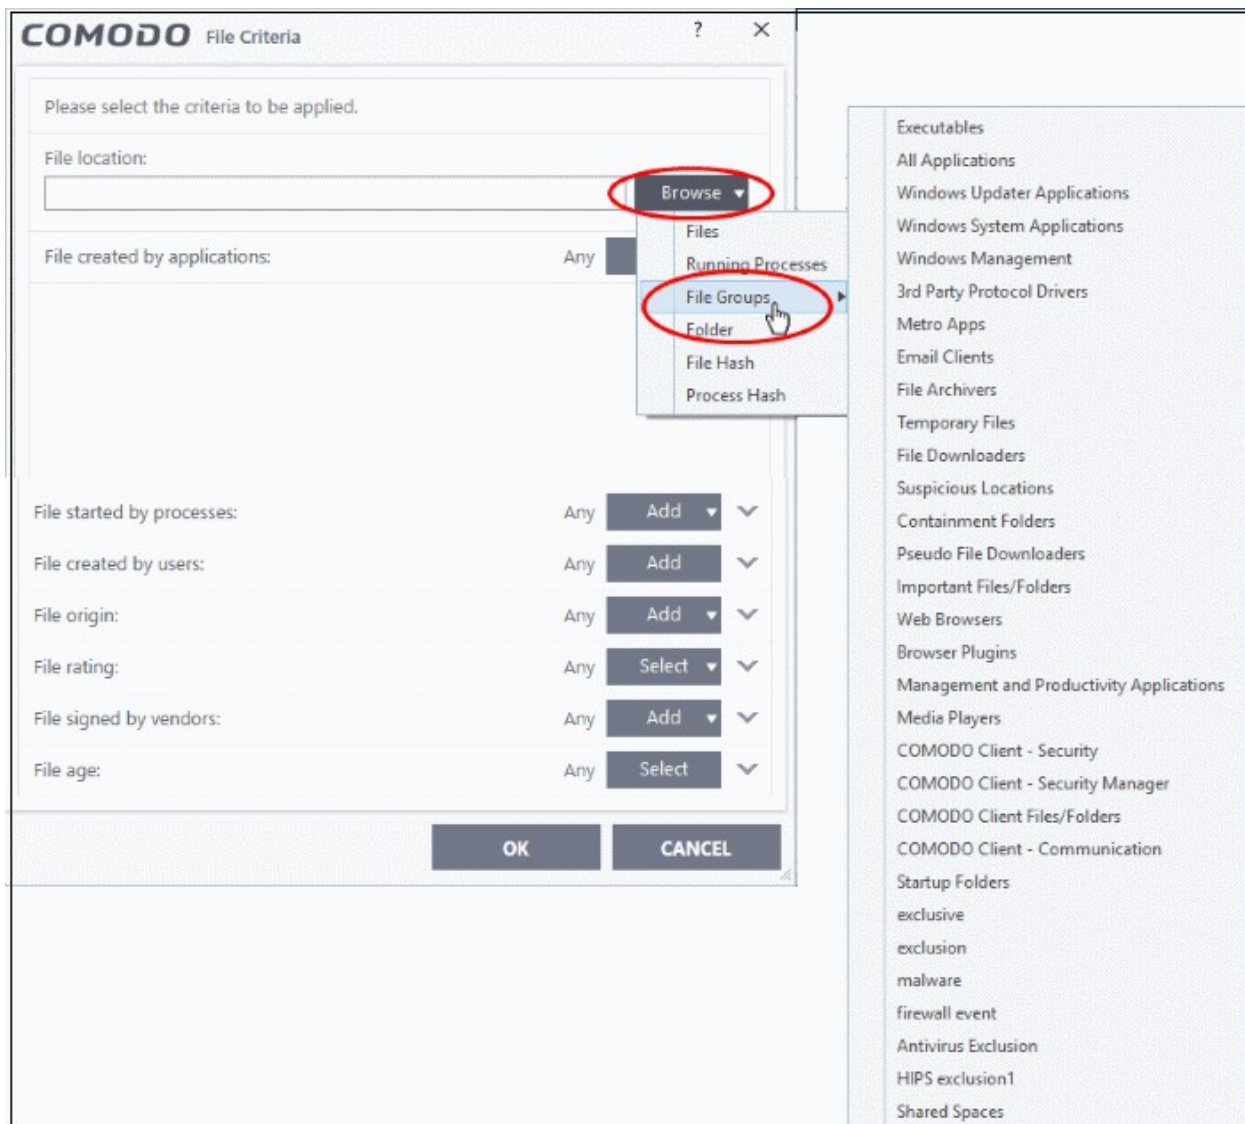 COMODO File Criteria ? ×
Please select the criteria to be applied.
File location:
Browse
Files
File created by applications: Any
Running Processes
File Groups
Folder
File Hash
Process Hash
File started by processes: Any Add
File created by users: Any Add
File origin: Any Add
File rating: Any Select
File signed by vendors: Any Add
File age: Any Select
OK CANCEL
Executables
All Applications
Windows Updater Applications
Windows System Applications
Windows Management
3rd Party Protocol Drivers
Metro Apps
Email Clients
File Archivers
Temporary Files
File Downloaders
Suspicious Locations
Containment Folders
Pseudo File Downloaders
Important Files/Folders
Web Browsers
Browser Plugins
Management and Productivity Applications
Media Players
COMODO Client - Security
COMODO Client - Security Manager
COMODO Client Files/Folders
COMODO Client - Communication
Startup Folders
exclusive
exclusion
malware
firewall event
Antivirus Exclusion
HIPS exclusion1
Shared Spaces